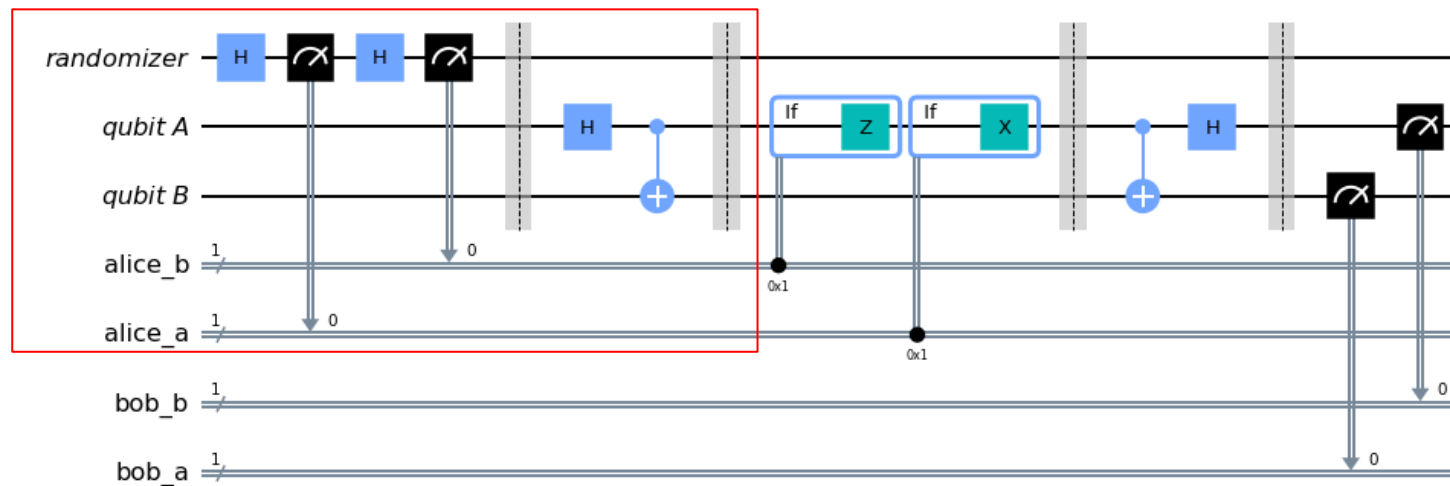 randomizer H H
qubit A H If Z If X H
qubit B
alice_b 1 0 0x1
alice_a 1 0 0x1
bob_b 1 0
bob_a 1 0